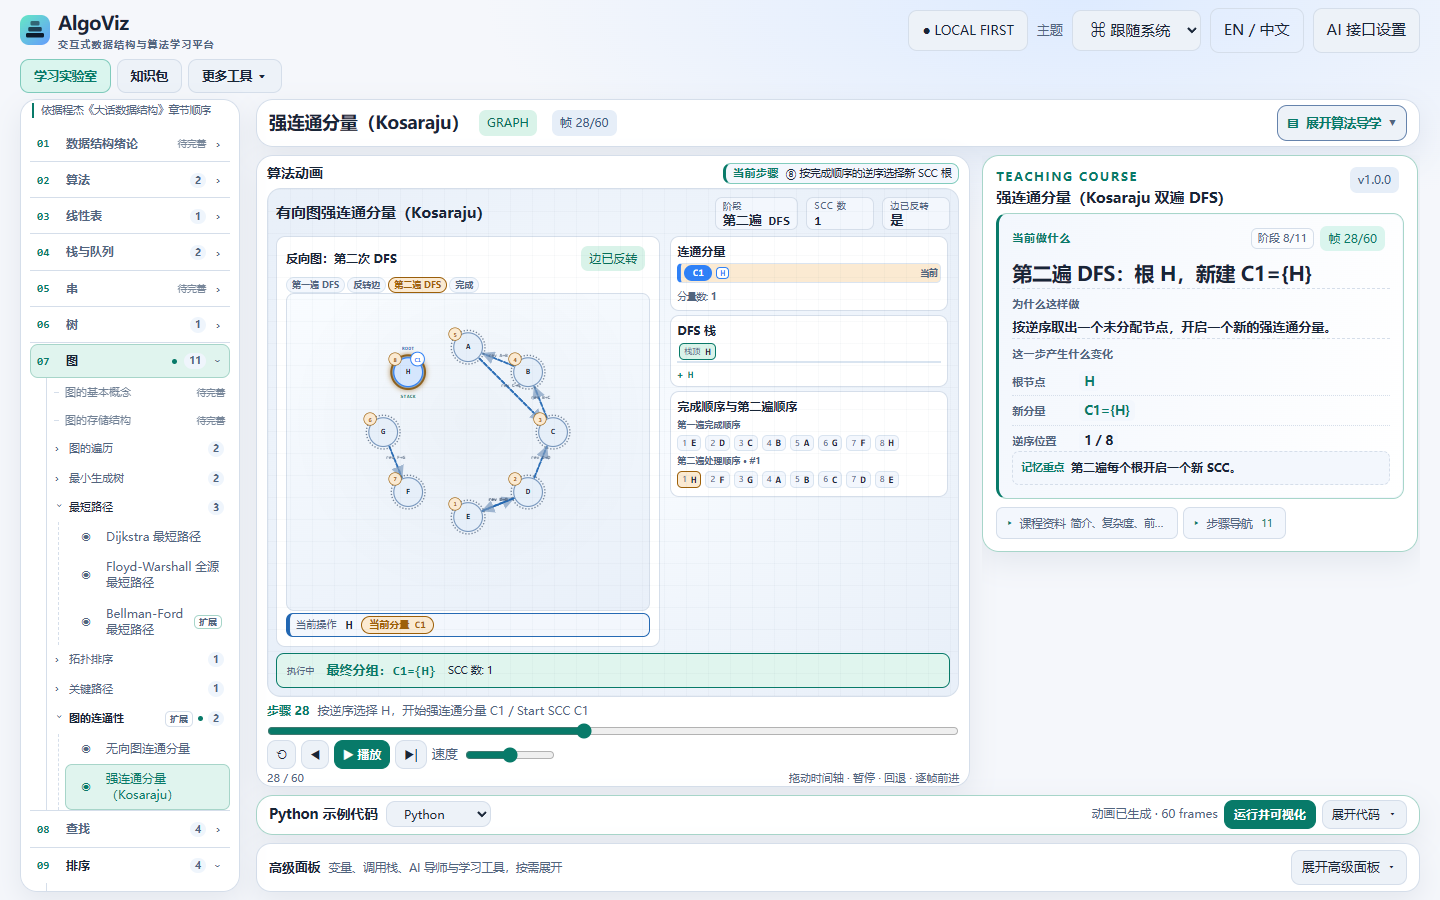 AlgoViz
交互式数据结构与算法学习平台
● LOCAL FIRST
主题
⌘ 跟随系统
EN / 中文
AI 接口设置
学习实验室
知识包
更多工具
依据程杰《大话数据结构》章节顺序
01 数据结构绪论 待完善
02 算法 2
03 线性表 1
04 栈与队列 2
05 串 待完善
06 树 1
07 图 11
图的基本概念 待完善
图的存储结构 待完善
图的遍历 2
最小生成树 2
最短路径 3
Dijkstra 最短路径
Floyd-Warshall 全源
最短路径
Bellman-Ford
最短路径 扩展
拓扑排序 1
关键路径 1
图的连通性 扩展 2
无向图连通分量
强连通分量
（Kosaraju）
08 查找 4
09 排序 4
强连通分量（Kosaraju）
GRAPH
帧 28/60
展开算法导学
算法动画
当前步骤 ⑧ 按完成顺序的逆序选择新 SCC 根
有向图强连通分量（Kosaraju）
阶段
第二遍 DFS
SCC 数
1
边已反转
是
反向图：第二次 DFS
边已反转
第一遍 DFS
反转边
第二遍 DFS
完成
ROOT
8 C1
H
STACK
5
A
4
B
3
C
2
D
1
E
7
F
6
G
当前操作 H 当前分量 C1
连通分量
C1 H 当前
分量数: 1
DFS 栈
栈顶 H
+ H
完成顺序与第二遍顺序
第一遍完成顺序
1 E 2 D 3 C 4 B 5 A 6 G 7 F 8 H
第二遍处理顺序 • #1
1 H 2 F 3 G 4 A 5 B 6 C 7 D 8 E
执行中 最终分组: C1={H} SCC 数: 1
步骤 28 按逆序选择 H，开始强连通分量 C1 / Start SCC C1
播放
速度
28 / 60
拖动时间轴 · 暂停 · 回退 · 逐帧前进
TEACHING COURSE
强连通分量（Kosaraju 双遍 DFS）
v1.0.0
当前做什么
阶段 8/11
帧 28/60
第二遍 DFS：根 H，新建 C1={H}
为什么这样做
按逆序取出一个未分配节点，开启一个新的强连通分量。
这一步产生什么变化
根节点 H
新分量 C1={H}
逆序位置 1 / 8
记忆重点 第二遍每个根开启一个新 SCC。
课程资料 简介、复杂度、前...
步骤导航 11
Python 示例代码
Python
动画已生成 · 60 frames
运行并可视化
展开代码
高级面板 变量、调用栈、AI 导师与学习工具，按需展开
展开高级面板